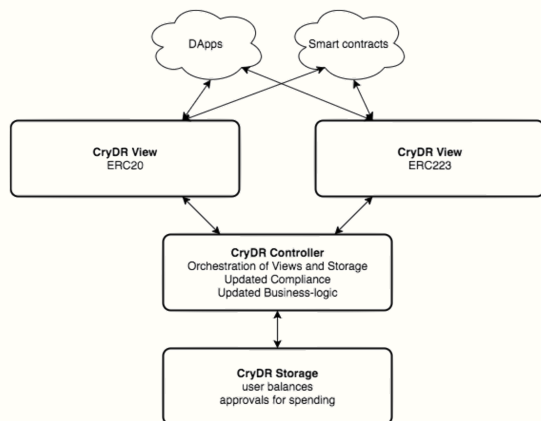 DApps
Smart contracts
CryDR View
ERC20
CryDR View
ERC223
CryDR Controller
Orchestration of Views and Storage
Updated Compliance
Updated Business-logic
CryDR Storage
user balances
approvals for spending